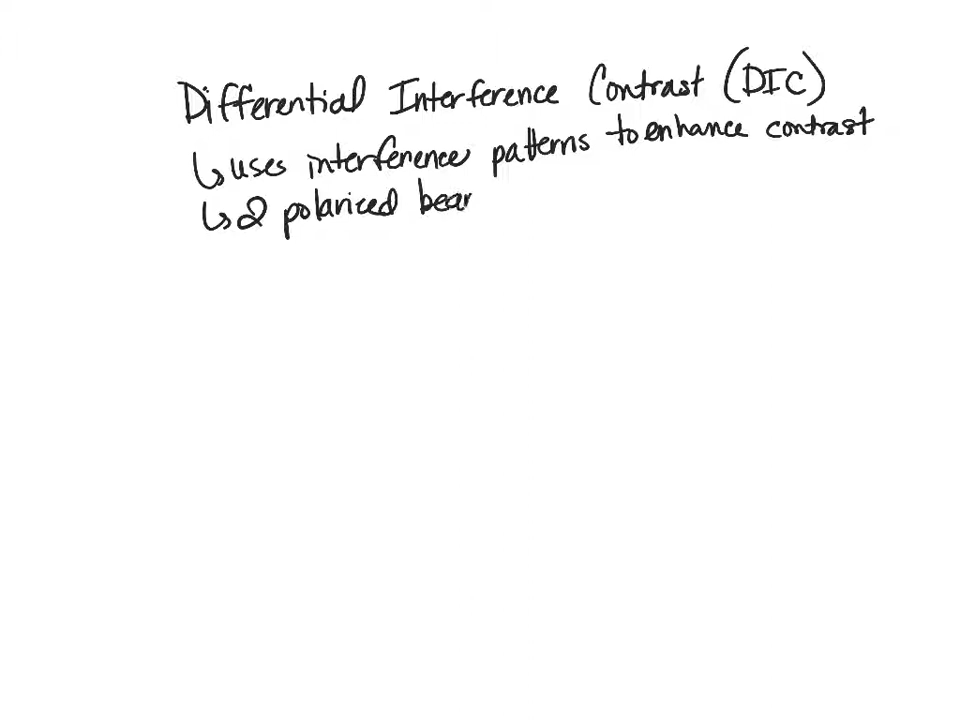 Differential Interference Contrast (DIC)
↳ uses interference patterns to enhance contrast
↳ 2 polarized bear